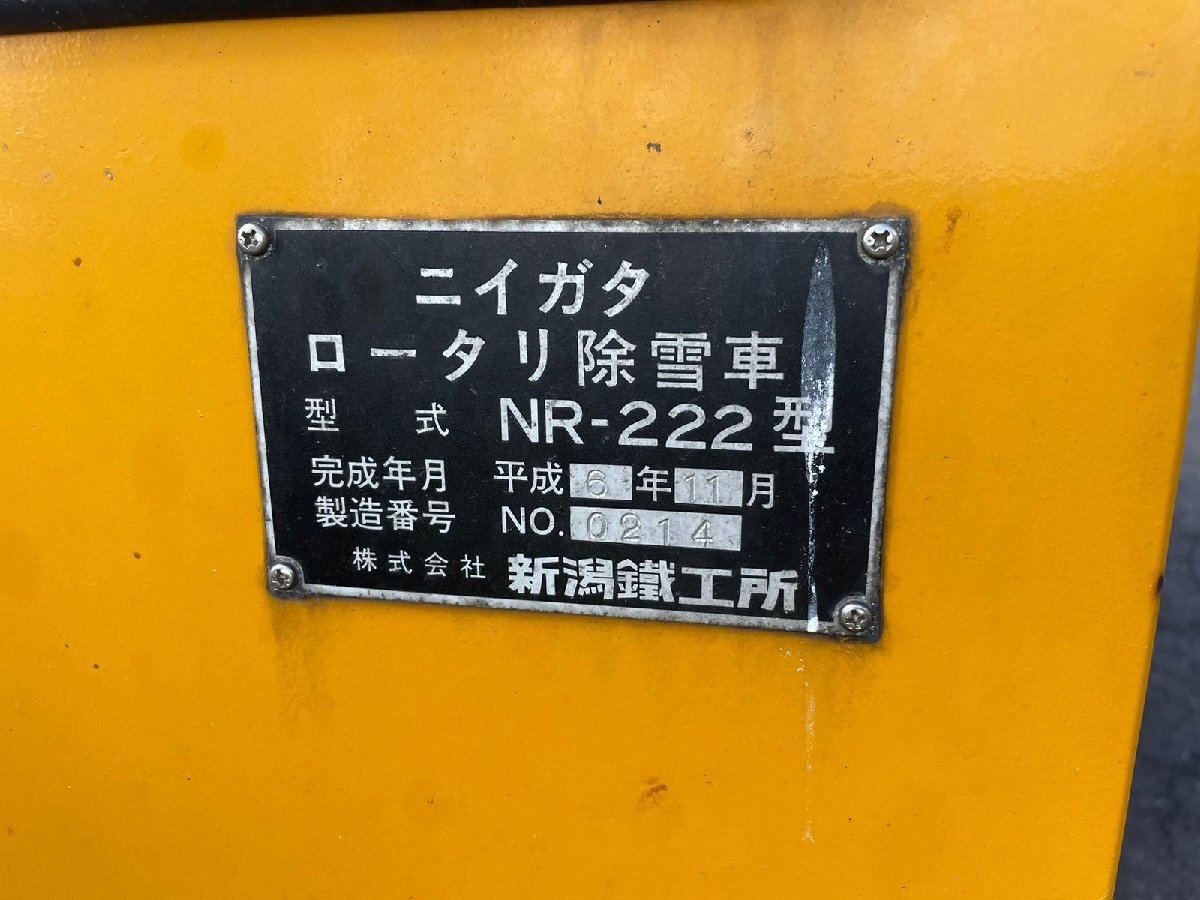 ニイガタ
ロータリ除雪車
型式 NR-222型
完成年月 平成6年11月
製造番号 NO. 0214
株式会社 新潟鐵工所